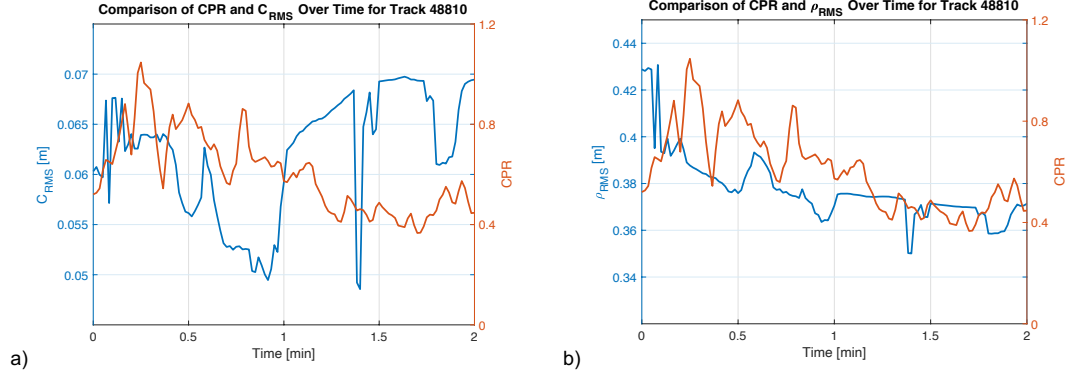 Comparison of CPR and C_RMS Over Time for Track 48810
1.2
0.07
0.065
0.06
0.055
0.05
C_RMS [m]
0.8
0.4
0
CPR
0
0.5
1
1.5
2
Time [min]
a)
Comparison of CPR and ρ_RMS Over Time for Track 48810
0.44
0.42
0.4
0.38
0.36
0.34
ρ_RMS [m]
1.2
0.8
0.4
0
CPR
0
0.5
1
1.5
2
Time [min]
b)